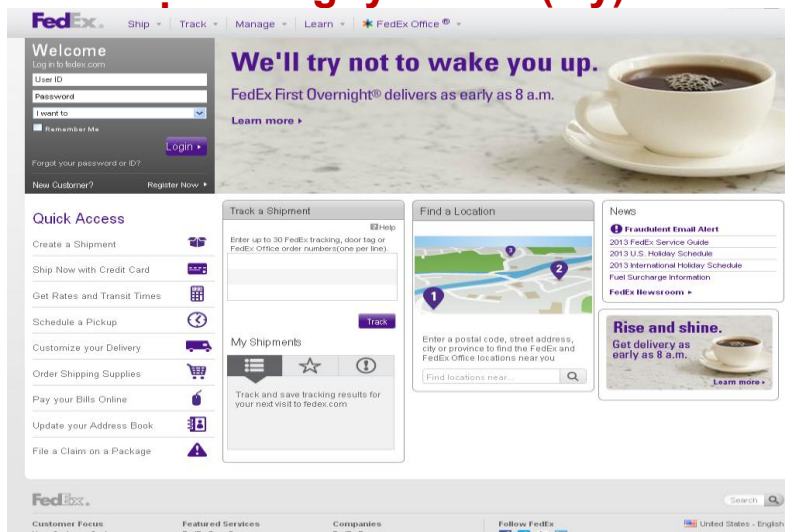 FedEx.
Ship
Track
Manage
Learn
FedEx Office ®
Welcome
Log in to fedex.com
User ID
Password
I want to
Remember Me
Login
Forgot your password or ID?
New Customer?
Register Now
We'll try not to wake you up.
FedEx First Overnight® delivers as early as 8 a.m.
Learn more
Quick Access
Create a Shipment
Ship Now with Credit Card
Get Rates and Transit Times
Schedule a Pickup
Customize your Delivery
Order Shipping Supplies
Pay your Bills Online
Update your Address Book
File a Claim on a Package
Track a Shipment
Help
Enter up to 30 FedEx tracking, door tag or
FedEx Office order numbers(one per line).
Track
My Shipments
Track and save tracking results for
your next visit to fedex.com
Find a Location
1
2
3
Enter a postal code, street address,
city or province to find the FedEx and
FedEx Office locations near you
Find locations near...
News
Fraudulent Email Alert
2013 FedEx Service Guide
2013 U.S. Holiday Schedule
2013 International Holiday Schedule
Fuel Surcharge Information
FedEx Newsroom
Rise and shine.
Get delivery as
early as 8 a.m.
Learn more
FedEx.
Search
Customer Focus
Featured Services
Companies
Follow FedEx
United States - English